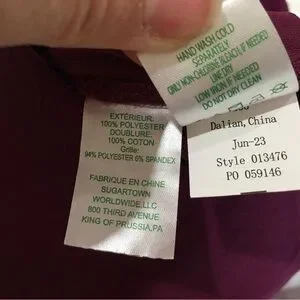 HAND WASH COLD
SEPARATELY
ONLY NON-CHLORINE BLEACH IF NEEDED
LINE DRY
LOW IRON IF NEEDED
DO NOT DRY CLEAN
EXTÉRIEUR:
100% POLYESTER
DOUBLURE:
100% COTON
Grille:
94% POLYESTER 6% SPANDEX
FABRIQUE EN CHINE
SUGARTOWN
WORLDWIDE,LLC
800 THIRD AVENUE
KING OF PRUSSIA,PA
Dalian,China
Jun-23
Style 013476
PO 059146